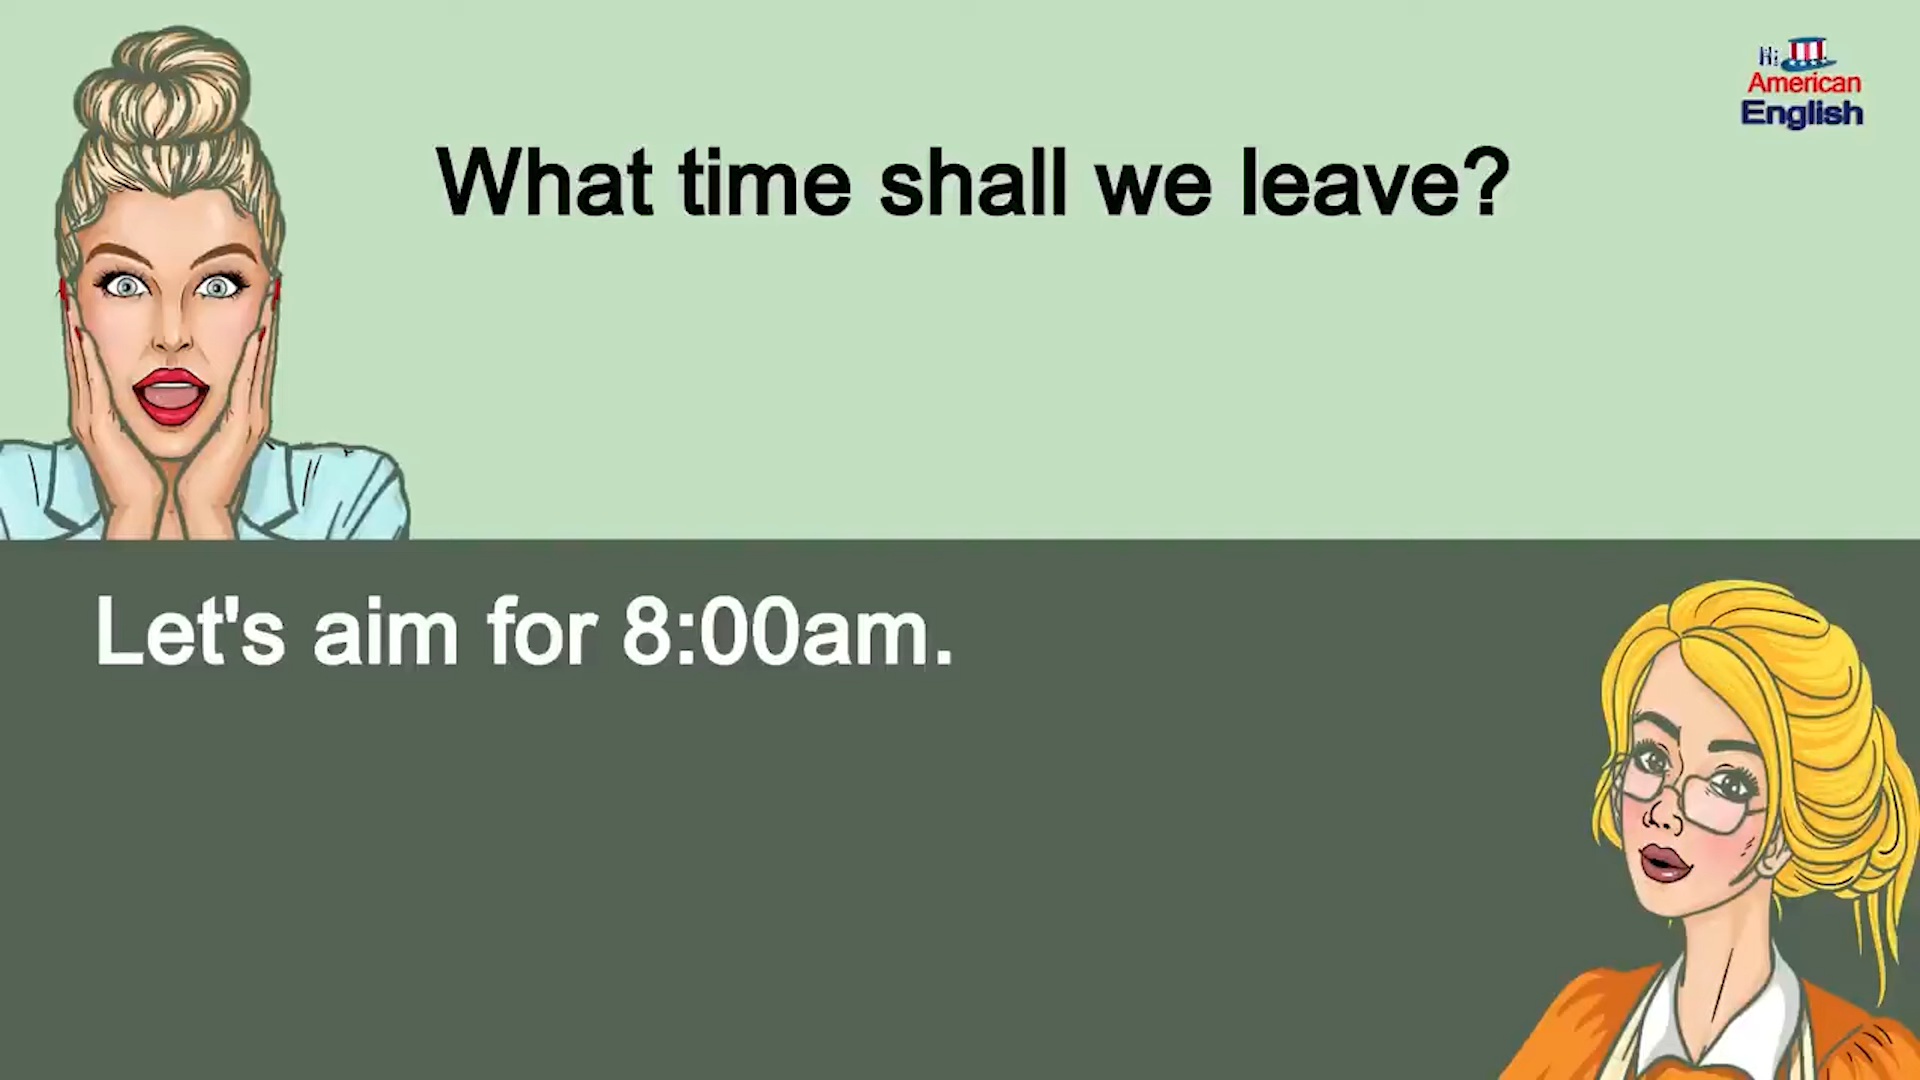 Hi
American
English
What time shall we leave?
Let's aim for 8:00am.